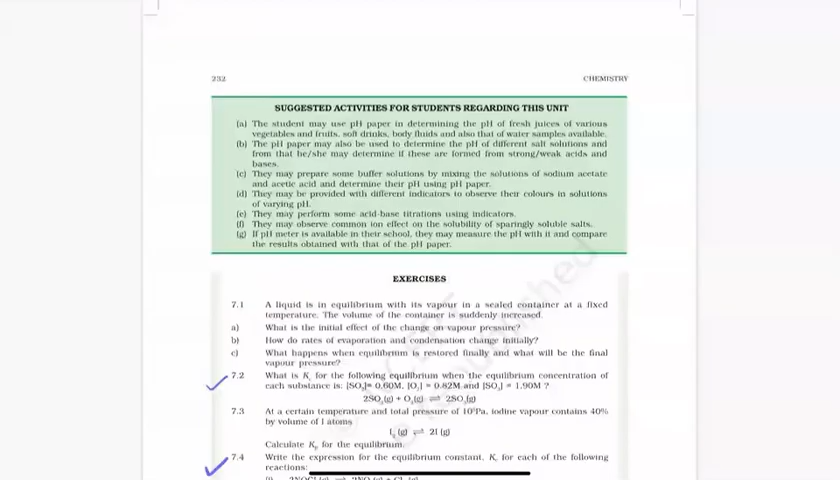 232
CHEMISTRY
SUGGESTED ACTIVITIES FOR STUDENTS REGARDING THIS UNIT
(a) The student may use pH paper in determining the pH of fresh juices of various
vegetables and fruits, soft drinks, body fluids and also that of water samples available.
(b) The pH paper may also be used to determine the pH of different salt solutions and
from that he/she may determine if these are formed from strong/weak acids and
bases.
(c) They may prepare some buffer solutions by mixing the solutions of sodium acetate
and acetic acid and determine their pH using pH paper.
(d) They may be provided with different indicators to observe their colours in solutions
of varying pH.
(e) They may perform some acid-base titrations using indicators.
(f) They may observe common ion effect on the solubility of sparingly soluble salts.
(g) If pH meter is available in their school, they may measure the pH with it and compare
the results obtained with that of the pH paper.
EXERCISES
7.1 A liquid is in equilibrium with its vapour in a sealed container at a fixed
temperature. The volume of the container is suddenly increased.
a) What is the initial effect of the change on vapour pressure?
b) How do rates of evaporation and condensation change initially?
c) What happens when equilibrium is restored finally and what will be the final
vapour pressure?
7.2 What is Kc for the following equilibrium when the equilibrium concentration of
each substance is: [SO₂]= 0.60M, [O₂] = 0.82M and [SO₃] = 1.90M ?
2SO₂(g) + O₂(g) ⇌ 2SO₃(g)
7.3 At a certain temperature and total pressure of 10⁵Pa, iodine vapour contains 40%
by volume of I atoms
I₂ (g) ⇌ 2I (g)
Calculate Kp for the equilibrium.
7.4 Write the expression for the equilibrium constant, Kc for each of the following
reactions: